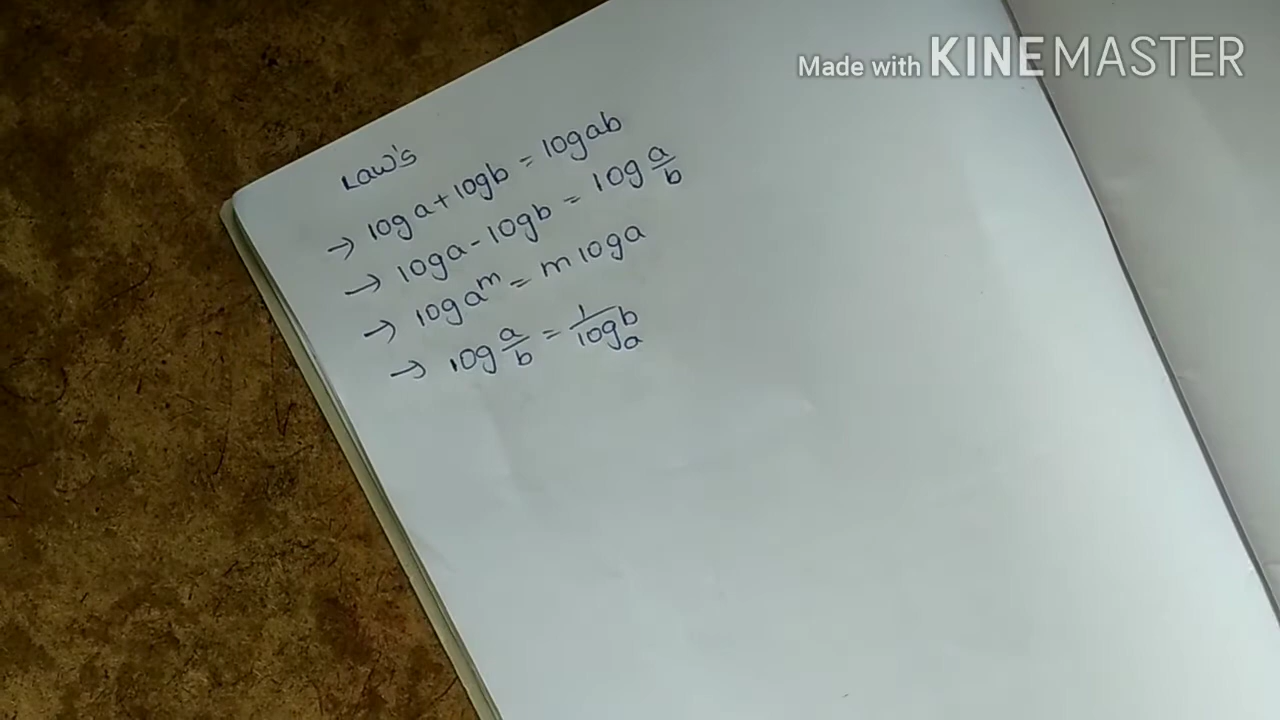 Made with KINEMASTER
Law's
→ log a + log b = log ab
→ log a - log b = log a/b
→ log a^m = m log a
→ log a/b = 1/log b a